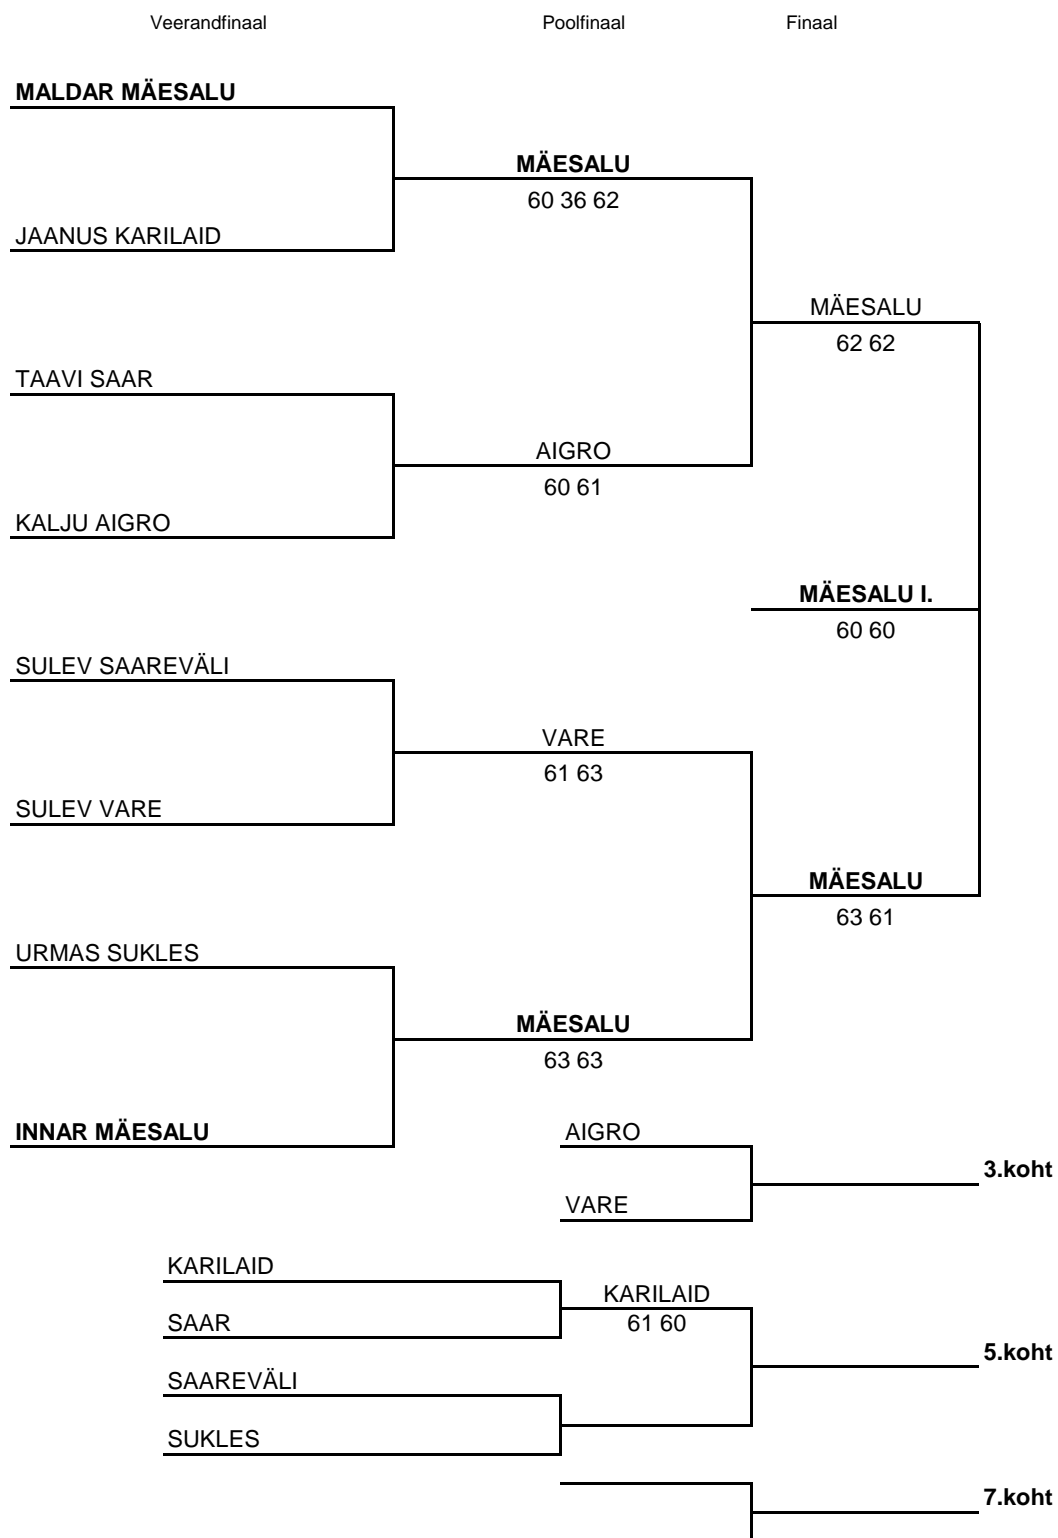 Veerandfinaal Poolfinaal Finaal
MALDAR MÄESALU
MÄESALU
60 36 62
JAANUS KARILAID
MÄESALU
62 62
TAAVI SAAR
AIGRO
60 61
KALJU AIGRO
MÄESALU I.
60 60
SULEV SAAREVÄLI
VARE
61 63
SULEV VARE
MÄESALU
63 61
URMAS SUKLES
MÄESALU
63 63
INNAR MÄESALU AIGRO
3.koht
VARE
KARILAID
KARILAID
SAAR 61 60
5.koht
SAAREVÄLI
SUKLES
7.koht